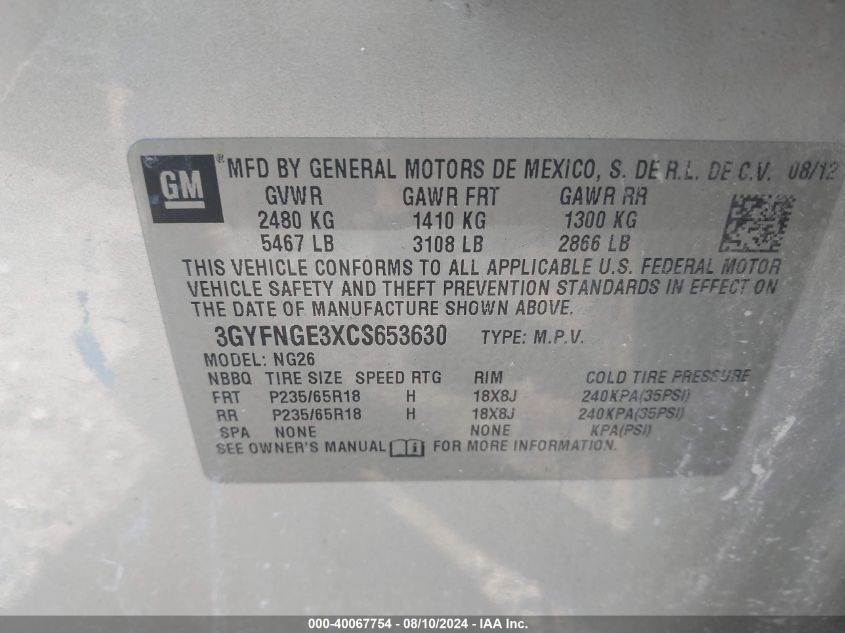 GM ® MFD BY GENERAL MOTORS DE MEXICO, S. DE R.L. DE C.V. 08/12
GVWR GAWR FRT GAWR RR
2480 KG 1410 KG 1300 KG
5467 LB 3108 LB 2866 LB
THIS VEHICLE CONFORMS TO ALL APPLICABLE U.S. FEDERAL MOTOR
VEHICLE SAFETY AND THEFT PREVENTION STANDARDS IN EFFECT ON
THE DATE OF MANUFACTURE SHOWN ABOVE.
3GYFNGE3XCS653630 TYPE: M.P.V.
MODEL: NG26
NBBQ TIRE SIZE SPEED RTG RIM COLD TIRE PRESSURE
FRT P235/65R18 H 18X8J 240KPA(35PSI)
RR P235/65R18 H 18X8J 240KPA(35PSI)
SPA NONE NONE KPA(PSI)
SEE OWNER'S MANUAL i FOR MORE INFORMATION.
000-40067754 - 08/10/2024 - IAA Inc.